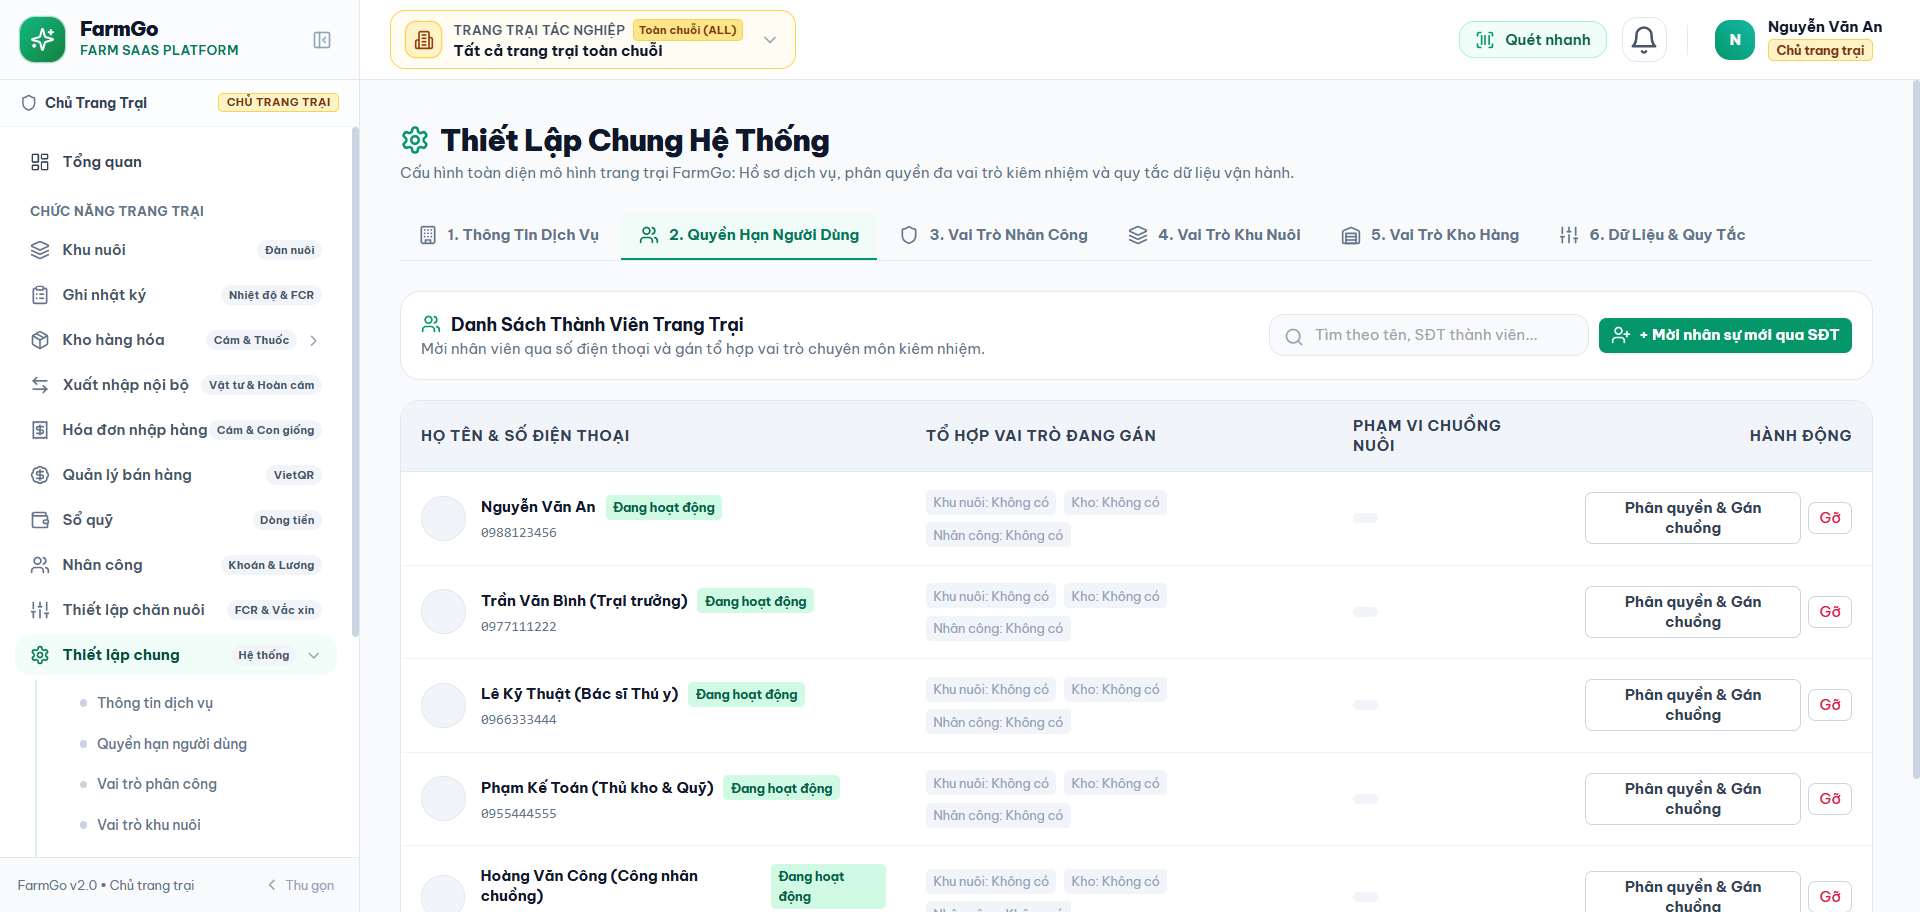 FarmGo
FARM SAAS PLATFORM
TRANG TRẠI TÁC NGHIỆP Toàn chuỗi (ALL)
Tất cả trang trại toàn chuỗi
Quét nhanh
N
Nguyễn Văn An
Chủ trang trại
Chủ Trang Trại CHỦ TRANG TRẠI
Tổng quan
CHỨC NĂNG TRANG TRẠI
Khu nuôi Đàn nuôi
Ghi nhật ký Nhiệt độ & FCR
Kho hàng hóa Cám & Thuốc
Xuất nhập nội bộ Vật tư & Hoàn cám
Hóa đơn nhập hàng Cám & Con giống
Quản lý bán hàng VietQR
Sổ quỹ Dòng tiền
Nhân công Khoán & Lương
Thiết lập chăn nuôi FCR & Vắc xin
Thiết lập chung Hệ thống
Thông tin dịch vụ
Quyền hạn người dùng
Vai trò phân công
Vai trò khu nuôi
FarmGo v2.0 • Chủ trang trại Thu gọn
Thiết Lập Chung Hệ Thống
Cấu hình toàn diện mô hình trang trại FarmGo: Hồ sơ dịch vụ, phân quyền đa vai trò kiêm nhiệm và quy tắc dữ liệu vận hành.
1. Thông Tin Dịch Vụ 2. Quyền Hạn Người Dùng 3. Vai Trò Nhân Công 4. Vai Trò Khu Nuôi 5. Vai Trò Kho Hàng 6. Dữ Liệu & Quy Tắc
Danh Sách Thành Viên Trang Trại
Mời nhân viên qua số điện thoại và gán tổ hợp vai trò chuyên môn kiêm nhiệm.
Tìm theo tên, SĐT thành viên...
+ Mời nhân sự mới qua SĐT
HỌ TÊN & SỐ ĐIỆN THOẠI TỔ HỢP VAI TRÒ ĐANG GÁN PHẠM VI CHUỒNG NUÔI HÀNH ĐỘNG
Nguyễn Văn An Đang hoạt động
0988123456
Khu nuôi: Không có Kho: Không có
Nhân công: Không có
Phân quyền & Gán chuồng
Gỡ
Trần Văn Bình (Trại trưởng) Đang hoạt động
0977111222
Khu nuôi: Không có Kho: Không có
Nhân công: Không có
Phân quyền & Gán chuồng
Gỡ
Lê Kỹ Thuật (Bác sĩ Thú y) Đang hoạt động
0966333444
Khu nuôi: Không có Kho: Không có
Nhân công: Không có
Phân quyền & Gán chuồng
Gỡ
Phạm Kế Toán (Thủ kho & Quỹ) Đang hoạt động
0955444555
Khu nuôi: Không có Kho: Không có
Nhân công: Không có
Phân quyền & Gán chuồng
Gỡ
Hoàng Văn Công (Công nhân chuồng) Đang hoạt động
Khu nuôi: Không có Kho: Không có
Nhân công: Không có
Phân quyền & Gán chuồng
Gỡ